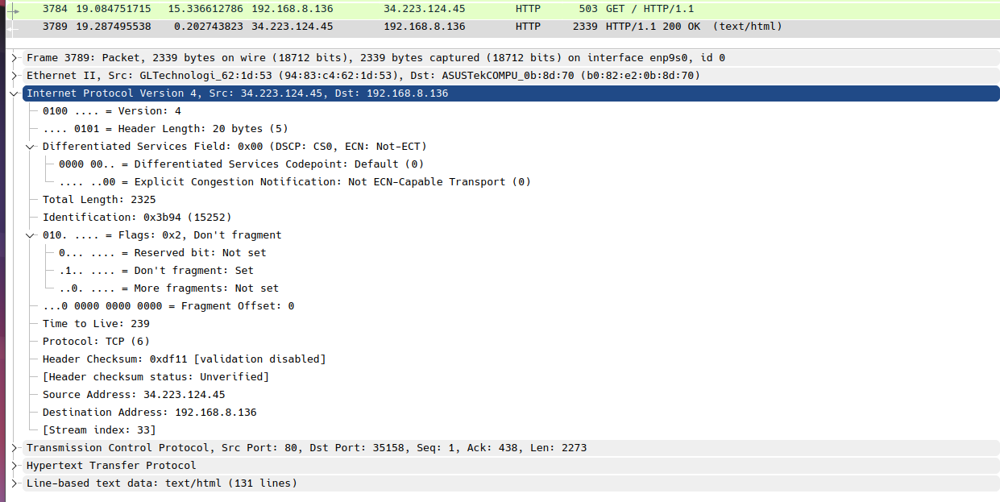 3784 19.084751715 15.336612786 192.168.8.136 34.223.124.45 HTTP 503 GET / HTTP/1.1
3789 19.287495538 0.202743823 34.223.124.45 192.168.8.136 HTTP 2339 HTTP/1.1 200 OK (text/html)
Frame 3789: Packet, 2339 bytes on wire (18712 bits), 2339 bytes captured (18712 bits) on interface enp9s0, id 0
Ethernet II, Src: GLTechnologi_62:1d:53 (94:83:c4:62:1d:53), Dst: ASUSTekCOMPU_0b:8d:70 (b0:82:e2:0b:8d:70)
Internet Protocol Version 4, Src: 34.223.124.45, Dst: 192.168.8.136
0100 .... = Version: 4
.... 0101 = Header Length: 20 bytes (5)
Differentiated Services Field: 0x00 (DSCP: CS0, ECN: Not-ECT)
0000 00.. = Differentiated Services Codepoint: Default (0)
.... ..00 = Explicit Congestion Notification: Not ECN-Capable Transport (0)
Total Length: 2325
Identification: 0x3b94 (15252)
010. .... = Flags: 0x2, Don't fragment
0... .... = Reserved bit: Not set
.1.. .... = Don't fragment: Set
..0. .... = More fragments: Not set
...0 0000 0000 0000 = Fragment Offset: 0
Time to Live: 239
Protocol: TCP (6)
Header Checksum: 0xdf11 [validation disabled]
[Header checksum status: Unverified]
Source Address: 34.223.124.45
Destination Address: 192.168.8.136
[Stream index: 33]
Transmission Control Protocol, Src Port: 80, Dst Port: 35158, Seq: 1, Ack: 438, Len: 2273
Hypertext Transfer Protocol
Line-based text data: text/html (131 lines)